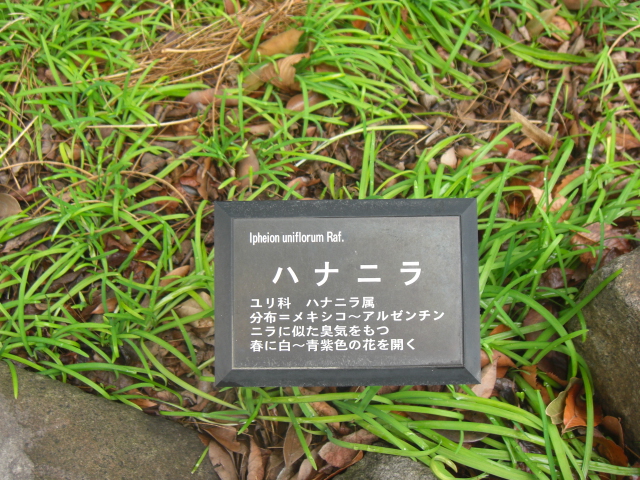 Ipheion uniflorum Raf.
ハナニラ
ユリ科　ハナニラ属
分布＝メキシコ〜アルゼンチン
ニラに似た臭気をもつ
春に白〜青紫色の花を開く